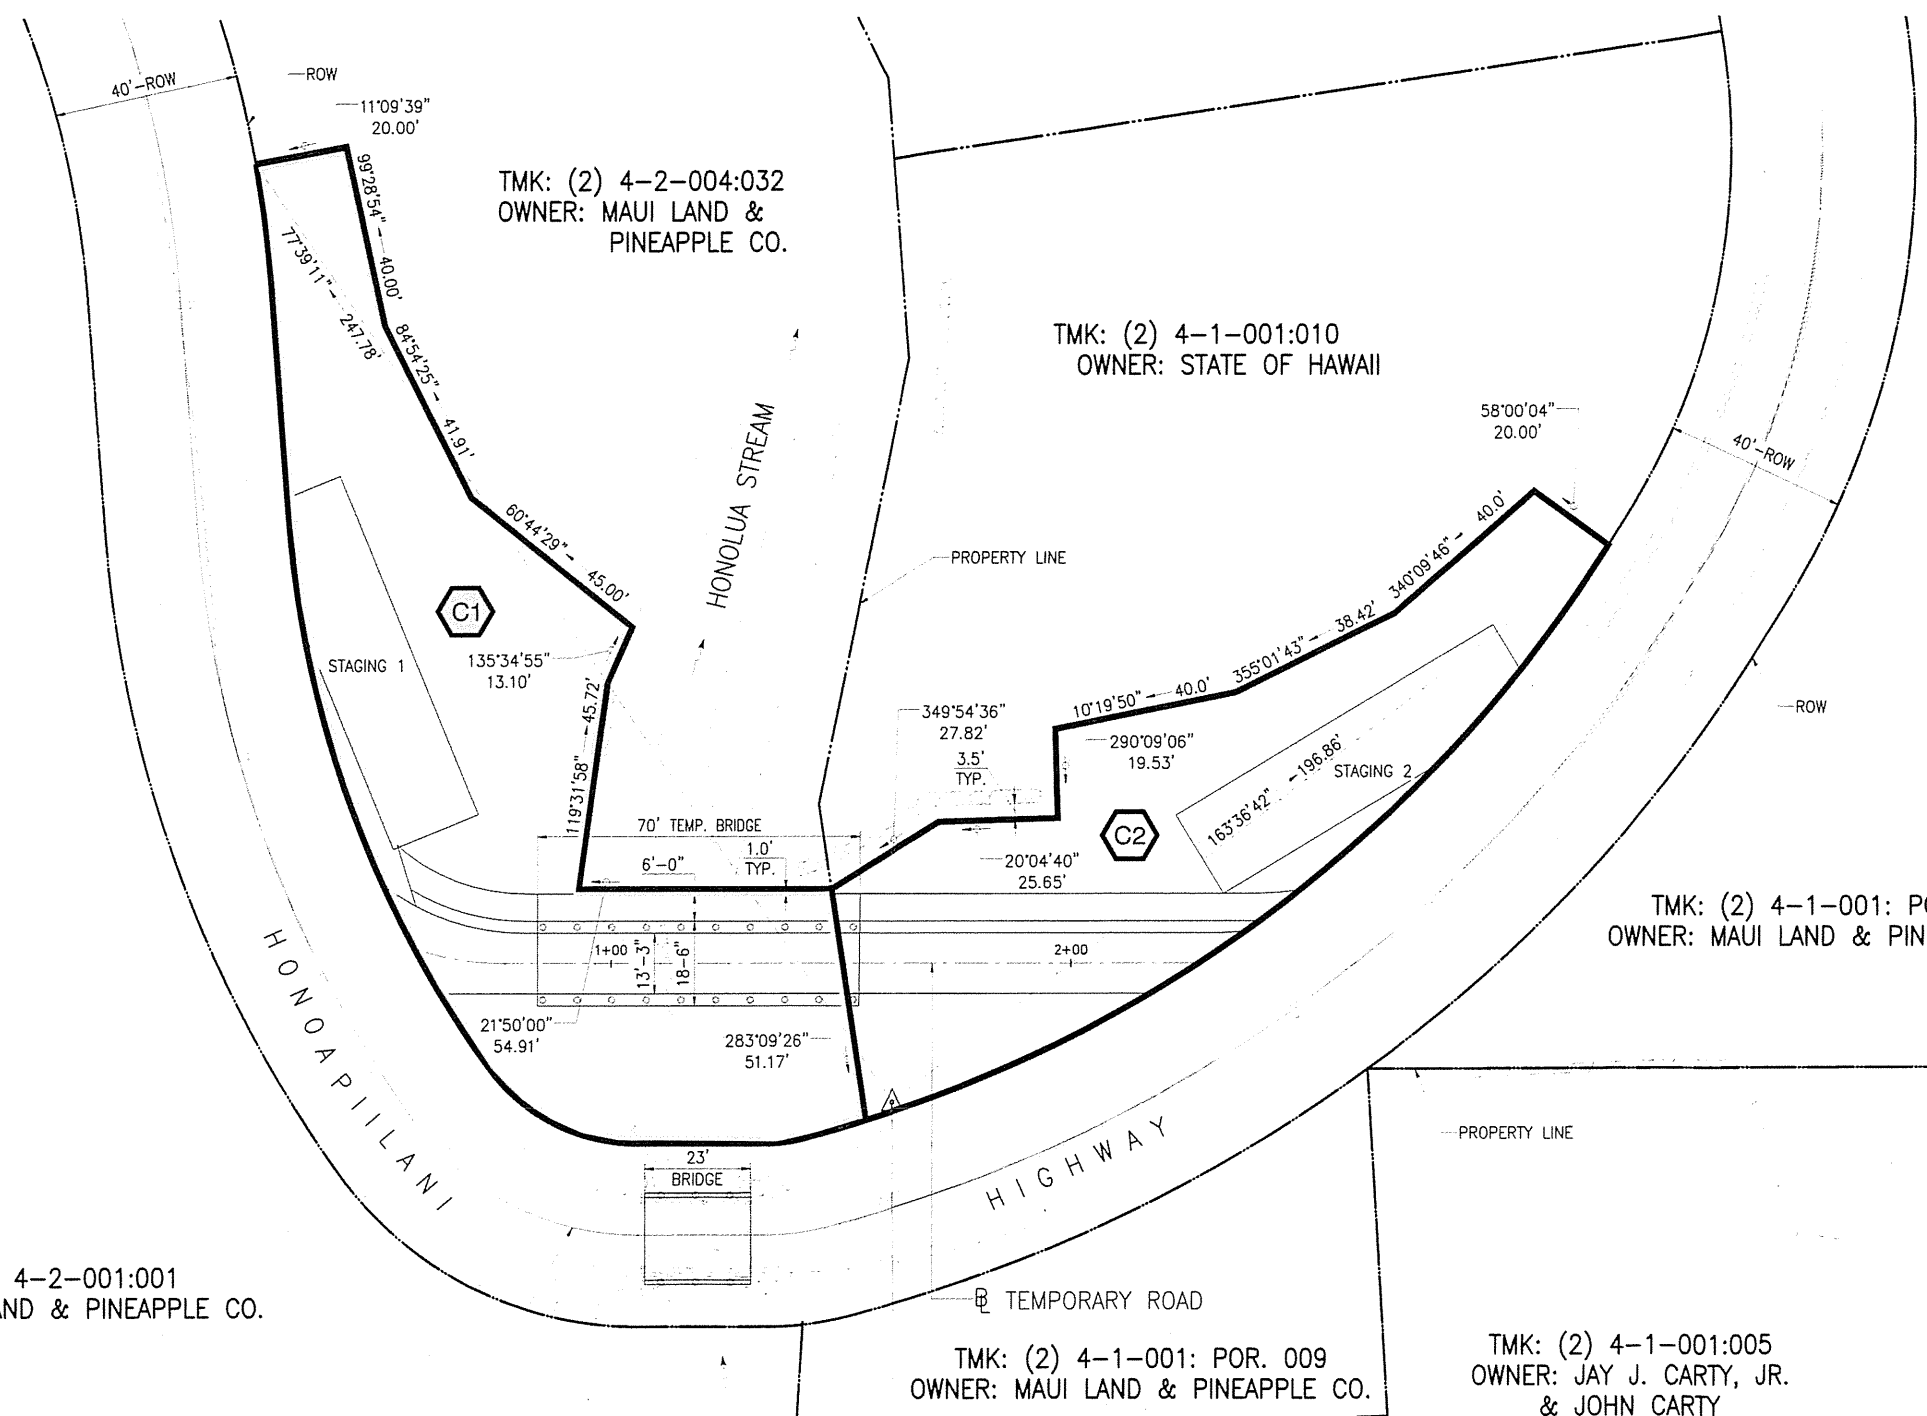 40'-ROW
ROW
11°09'39"
20.00'
99°28'54"
40.00'
TMK: (2) 4-2-004:032
OWNER: MAUI LAND &
PINEAPPLE CO.
77°39'11"
247.78'
84°54'25"
41.91'
TMK: (2) 4-1-001:010
OWNER: STATE OF HAWAII
58°00'04"
20.00'
40'-ROW
HONOLUA STREAM
60°44'29"
45.00'
PROPERTY LINE
340°09'46"
40.0'
C1
STAGING 1
135°34'55"
13.10'
355°01'43"
38.42'
10°19'50"
40.0'
ROW
349°54'36"
27.82'
3.5'
TYP.
290°09'06"
19.53'
STAGING 2
163°36'42"
196.86'
119°31'58"
45.72'
70' TEMP. BRIDGE
C2
6'-0"
1.0'
TYP.
20°04'40"
25.65'
TMK: (2) 4-1-001: PO
OWNER: MAUI LAND & PIN
1+00
13'-3"
18-6"
2+00
21°50'00"
54.91'
283°09'26"
51.17'
HONOAPIILANI
HIGHWAY
PROPERTY LINE
23'
BRIDGE
4-2-001:001
AND & PINEAPPLE CO.
BL TEMPORARY ROAD
TMK: (2) 4-1-001: POR. 009
OWNER: MAUI LAND & PINEAPPLE CO.
TMK: (2) 4-1-001:005
OWNER: JAY J. CARTY, JR.
& JOHN CARTY